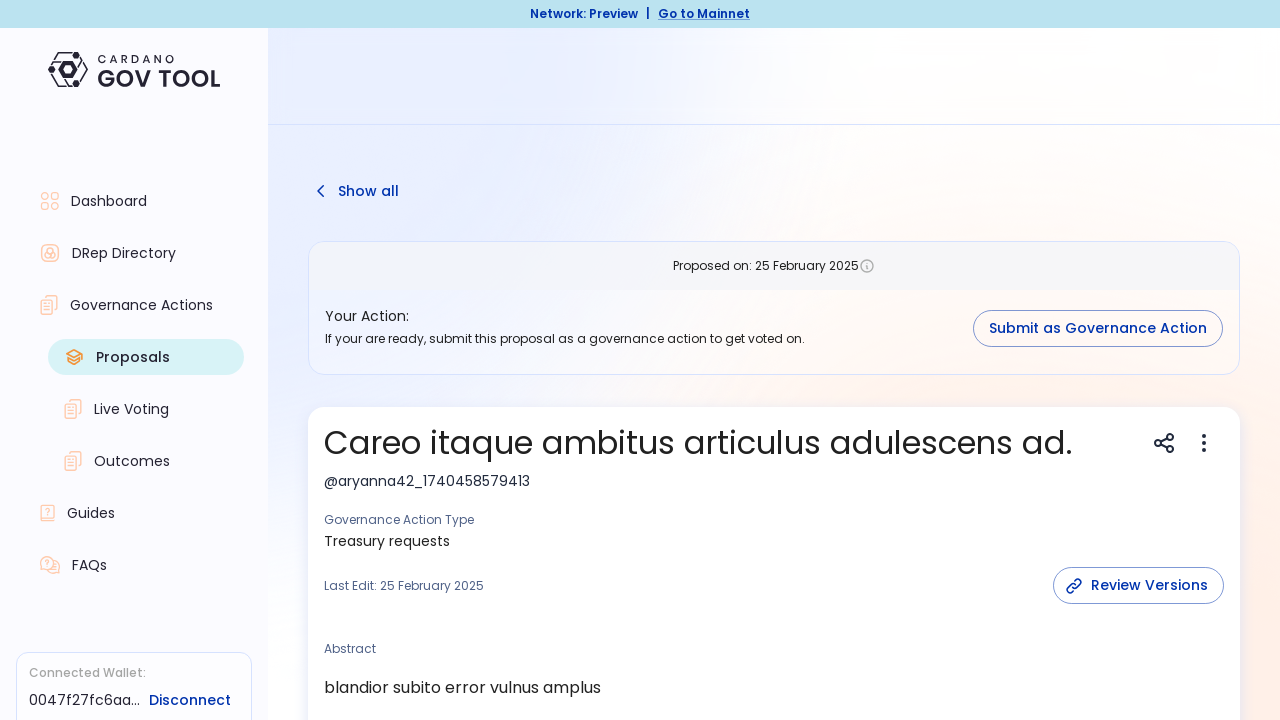 Network: Preview | Go to Mainnet
CARDANO
GOV TOOL
Dashboard
DRep Directory
Governance Actions
Proposals
Live Voting
Outcomes
Guides
FAQs
Connected Wallet:
0047f27fc6aa... Disconnect
Show all
Proposed on: 25 February 2025
Your Action:
If your are ready, submit this proposal as a governance action to get voted on.
Submit as Governance Action
Careo itaque ambitus articulus adulescens ad.
@aryanna42_1740458579413
Governance Action Type
Treasury requests
Last Edit: 25 February 2025
Review Versions
Abstract
blandior subito error vulnus amplus